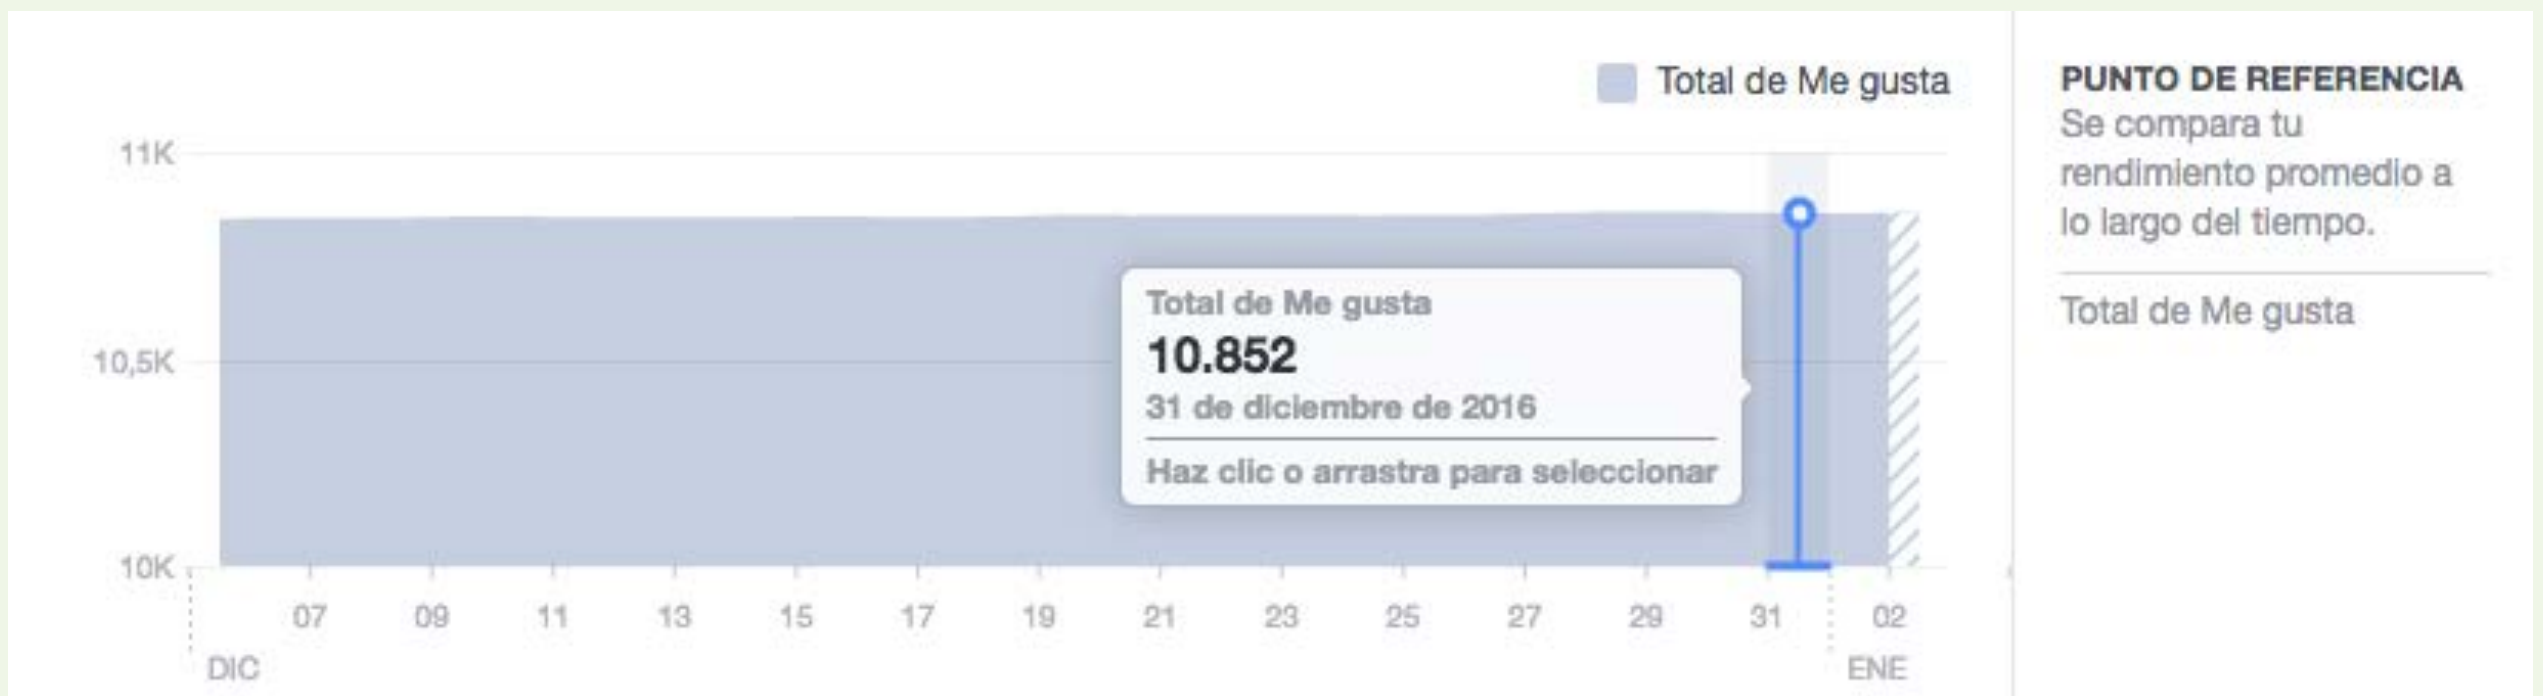 Total de Me gusta
11K
10,5K
10K
Total de Me gusta
10.852
31 de diciembre de 2016
Haz clic o arrastra para seleccionar
07 09 11 13 15 17 19 21 23 25 27 29 31 02
DIC ENE
PUNTO DE REFERENCIA
Se compara tu
rendimiento promedio a
lo largo del tiempo.
Total de Me gusta